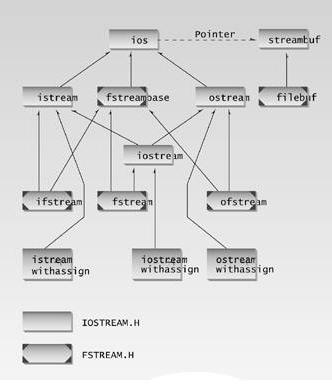 ios
Pointer
streambuf
istream
fstreambase
ostream
filebuf
iostream
ifstream
fstream
ofstream
istream
withassign
iostream
withassign
ostream
withassign
IOSTREAM.H
FSTREAM.H